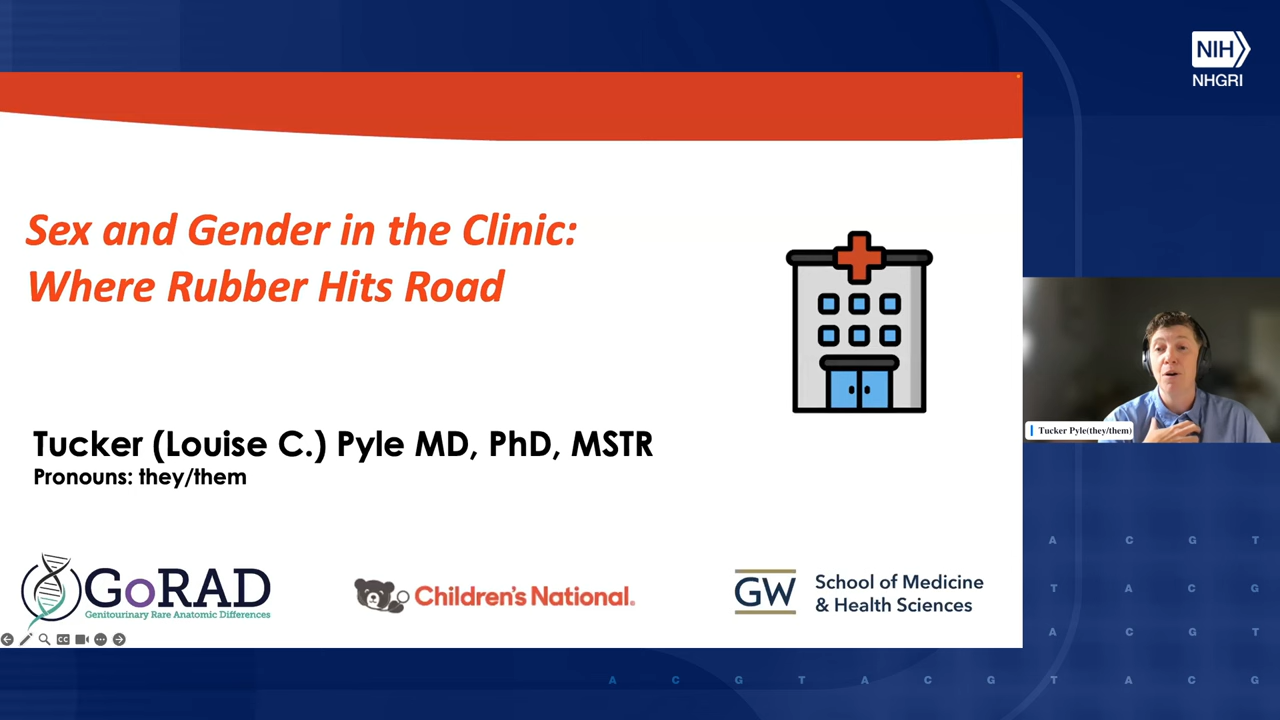 NIH
NHGRI
Sex and Gender in the Clinic:
Where Rubber Hits Road
Tucker (Louise C.) Pyle MD, PhD, MSTR
Pronouns: they/them
Tucker Pyle(they/them)
GoRAD
Genitourinary Rare Anatomic Differences
Children's National®
GW
School of Medicine
& Health Sciences
CC
A C G T
T A C G
A C G T
A C G T A C G T A C G